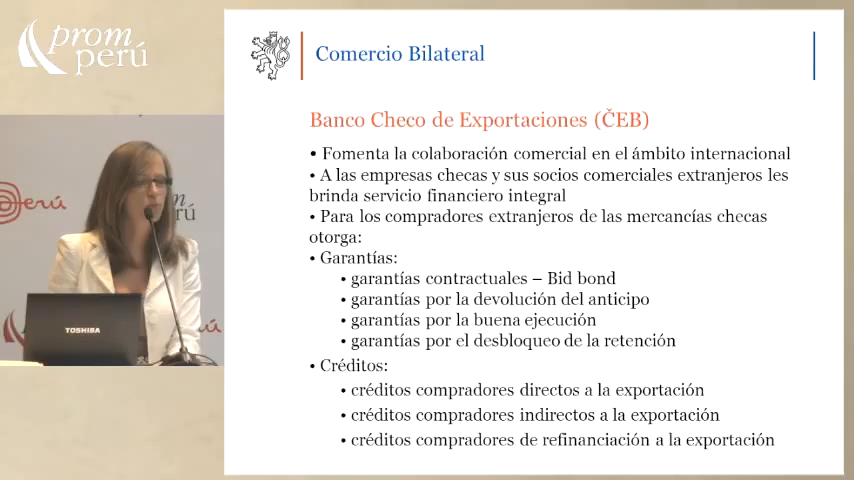 prom
perú
Perú
m
rú
TOSHIBA
Comercio Bilateral
Banco Checo de Exportaciones (ČEB)
• Fomenta la colaboración comercial en el ámbito internacional
• A las empresas checas y sus socios comerciales extranjeros les
brinda servicio financiero integral
• Para los compradores extranjeros de las mercancías checas
otorga:
• Garantías:
• garantías contractuales – Bid bond
• garantías por la devolución del anticipo
• garantías por la buena ejecución
• garantías por el desbloqueo de la retención
• Créditos:
• créditos compradores directos a la exportación
• créditos compradores indirectos a la exportación
• créditos compradores de refinanciación a la exportación